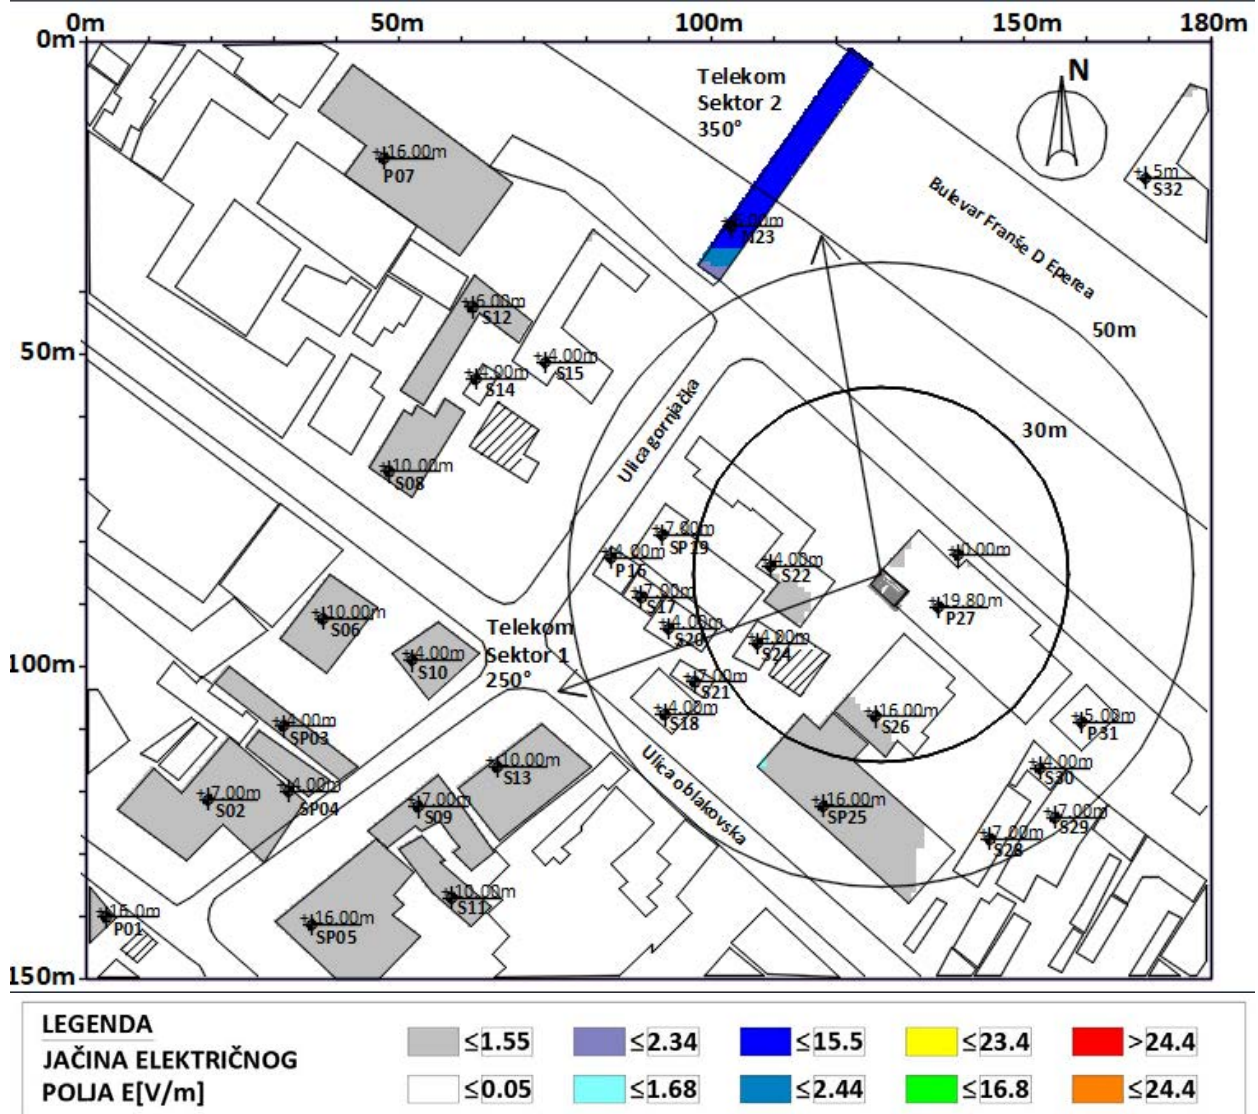 0m 50m 100m 150m 180m
0m
Telekom
Sektor 2
350°
N
+16.00m
P07
+1.5m
S32
Bulevar Franše D Eperea
N23
+6.00m
S12
50m
50m
+4.00m
S15
+4.00m
S14
30m
Ulica gornjačka
+10.00m
S08
+7.00m
SP19
+4.00m
P16
+4.00m
S22
+0.00m
+7.00m
S17
+19.80m
P27
+10.00m
S06
+4.00m
S20
+4.00m
S24
Telekom
Sektor 1
250°
+4.00m
S10
100m
+7.00m
S21
+4.00m
S18
+16.00m
S26
+5.00m
P31
+4.00m
SP03
Ulica oblakovska
+10.00m
S13
+4.00m
S30
+4.00m
SP04
+7.00m
S02
+7.00m
S09
+16.00m
SP25
+7.00m
S29
+7.00m
S28
+10.00m
S11
+16.0m
P01
+16.00m
SP05
150m
LEGENDA
JAČINA ELEKTRIČNOG
POLJA E[V/m]
≤1.55 ≤2.34 ≤15.5 ≤23.4 >24.4
≤0.05 ≤1.68 ≤2.44 ≤16.8 ≤24.4